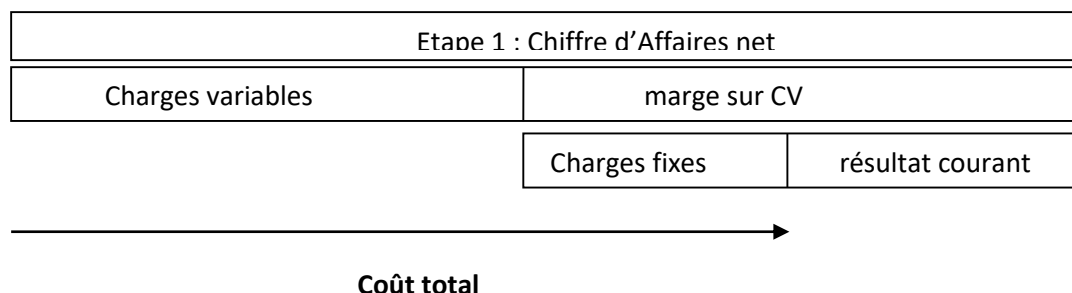 Etape 1 : Chiffre d’Affaires net
Charges variables marge sur CV
Charges fixes résultat courant
Coût total